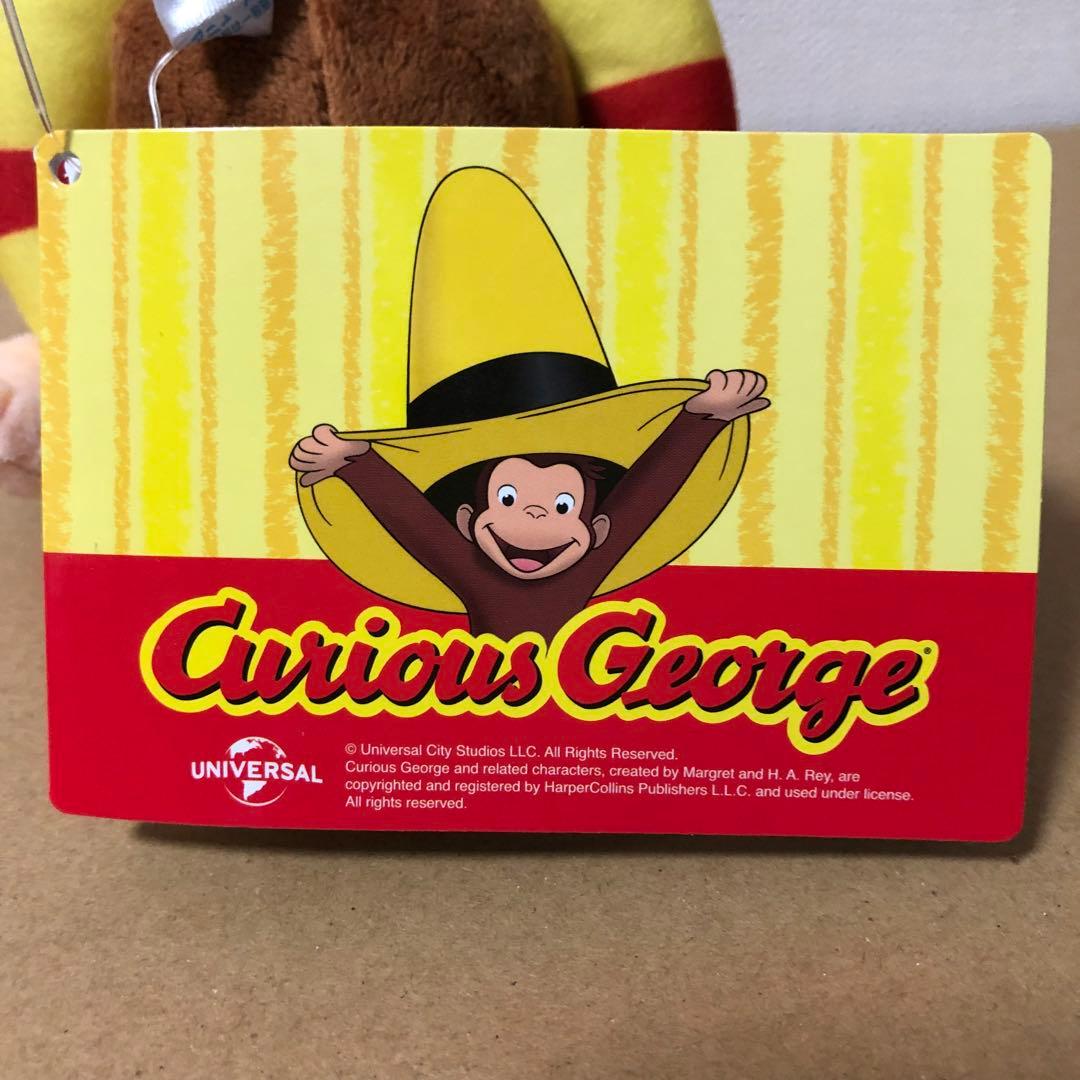 Curious George®
UNIVERSAL
© Universal City Studios LLC. All Rights Reserved.
Curious George and related characters, created by Margret and H. A. Rey, are
copyrighted and registered by HarperCollins Publishers L.L.C. and used under license.
All rights reserved.